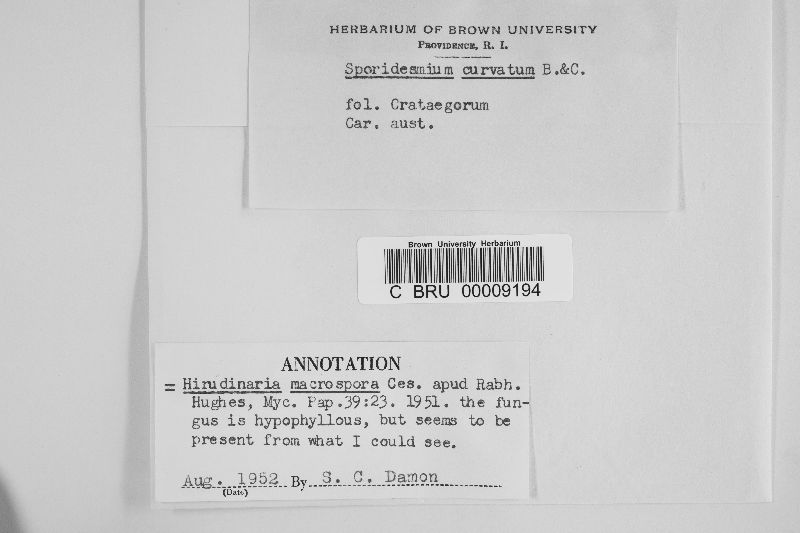 HERBARIUM OF BROWN UNIVERSITY
PROVIDENCE, R. I.
Sporidesmium curvatum B.&C.
fol. Crataegorum
Car. aust.
Brown University Herbarium
C BRU 00009194
ANNOTATION
= Hirudinaria macrospora Ces. apud Rabh.
Hughes, Myc. Pap.39:23. 1951. the fun-
gus is hypophyllous, but seems to be
present from what I could see.
Aug. 1952 By S. C. Damon
(Date)